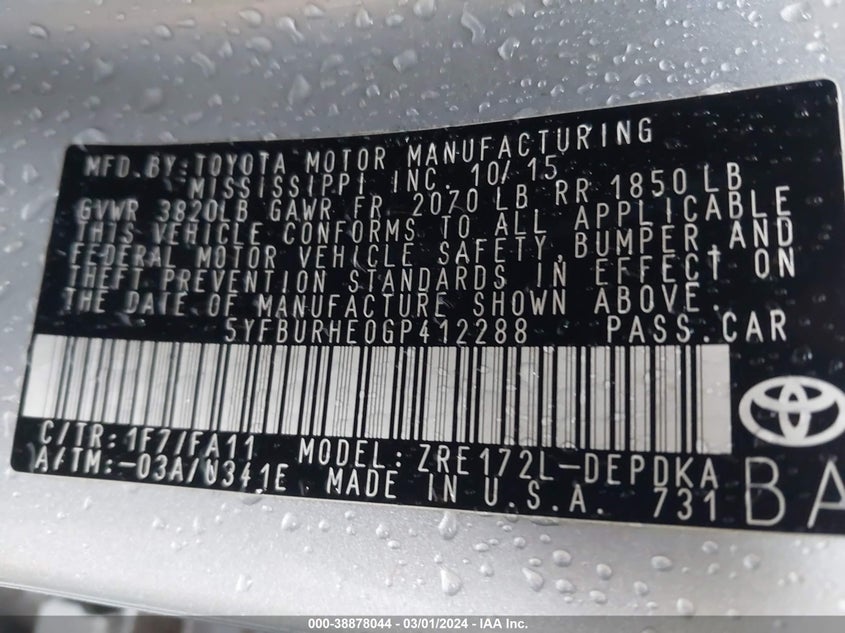 MFD. BY: TOYOTA MOTOR MANUFACTURING
MISSISSIPPI INC. 10/15
GVWR 3820LB GAWR FR 2070 LB RR 1850LB
THIS VEHICLE CONFORMS TO ALL APPLICABLE
FEDERAL MOTOR VEHICLE SAFETY, BUMPER, AND
THEFT PREVENTION STANDARDS IN EFFECT ON
THE DATE OF MANUFACTURE SHOWN ABOVE.
5YFBURHE0GP412288 PASS.CAR
C/TR: 1F7/FA11 MODEL: ZRE172L-DEPDKA
A/TM: -03A/U341E MADE IN U.S.A. 731
BA
000-38878044 - 03/01/2024 - IAA Inc.